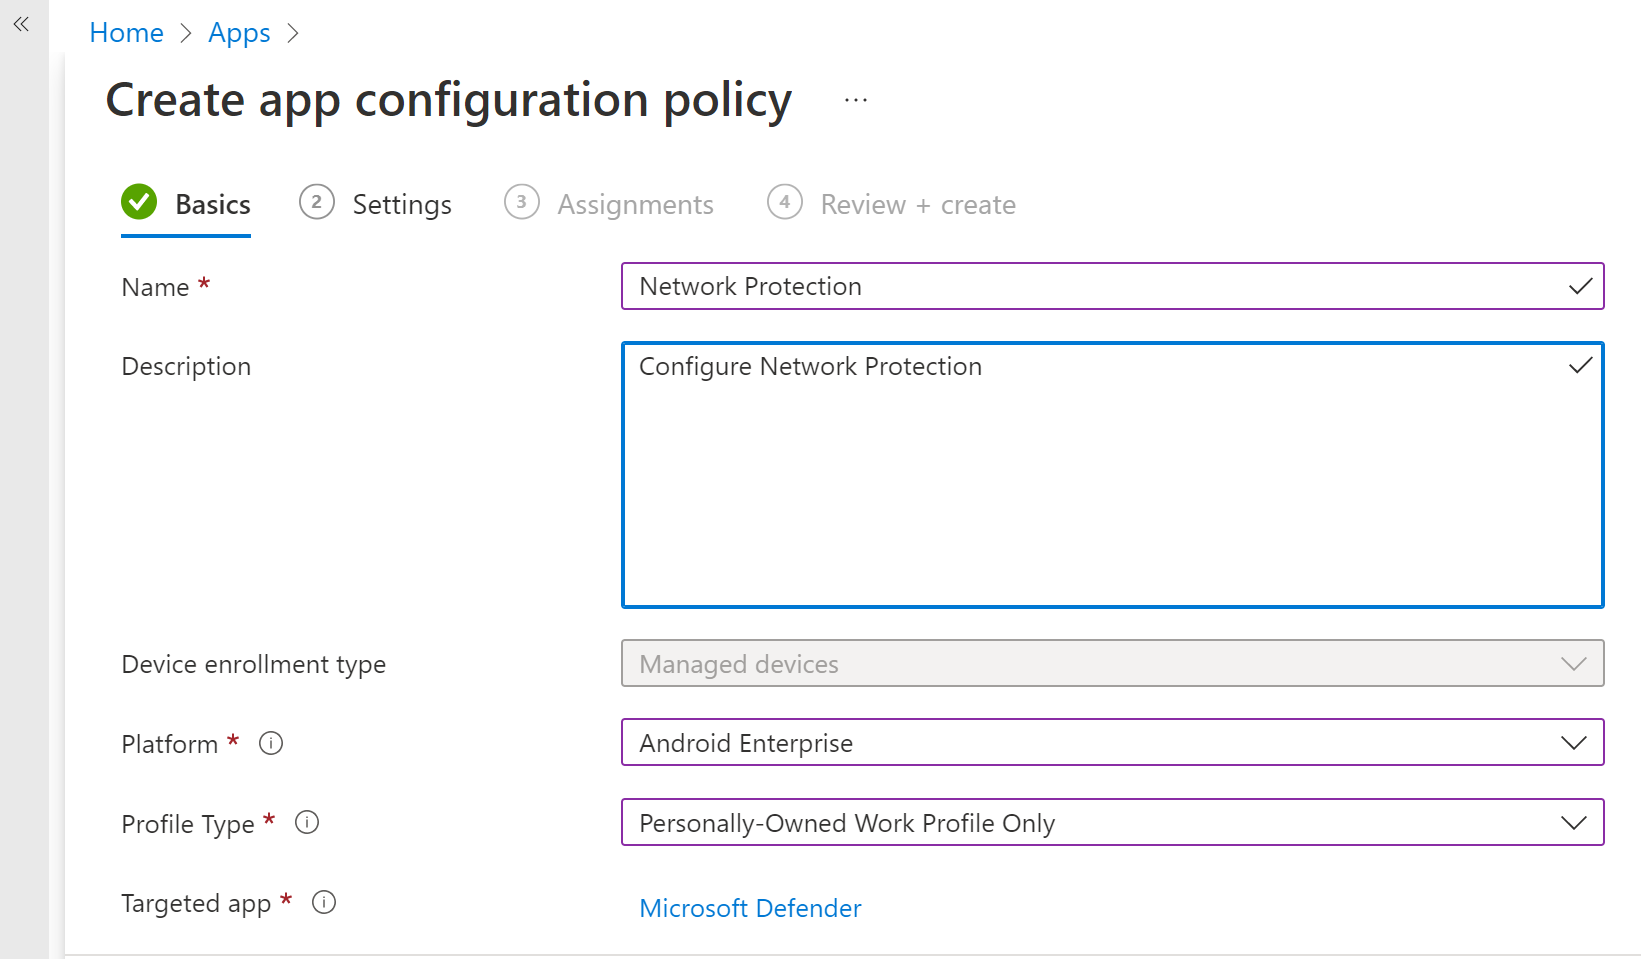 Home > Apps >
Create app configuration policy ...
Basics 2 Settings 3 Assignments 4 Review + create
Name * Network Protection
Description Configure Network Protection
Device enrollment type Managed devices
Platform * Android Enterprise
Profile Type * Personally-Owned Work Profile Only
Targeted app * Microsoft Defender